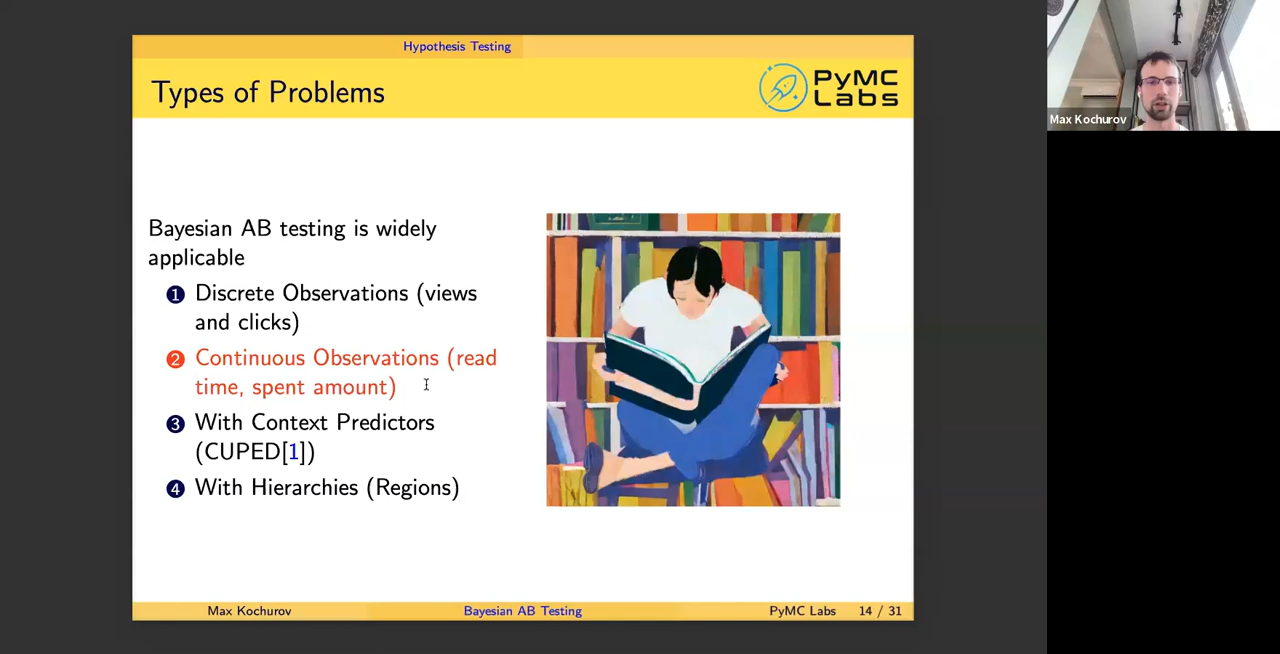 Hypothesis Testing
Types of Problems
PyMC
Labs
Max Kochurov
Bayesian AB testing is widely
applicable
1 Discrete Observations (views
and clicks)
2 Continuous Observations (read
time, spent amount)
3 With Context Predictors
(CUPED[1])
4 With Hierarchies (Regions)
Max Kochurov
Bayesian AB Testing
PyMC Labs
14 / 31